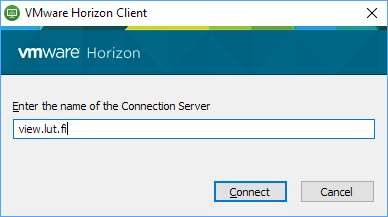 VMware Horizon Client
vmware Horizon
Enter the name of the Connection Server
view.lut.fi
Connect Cancel